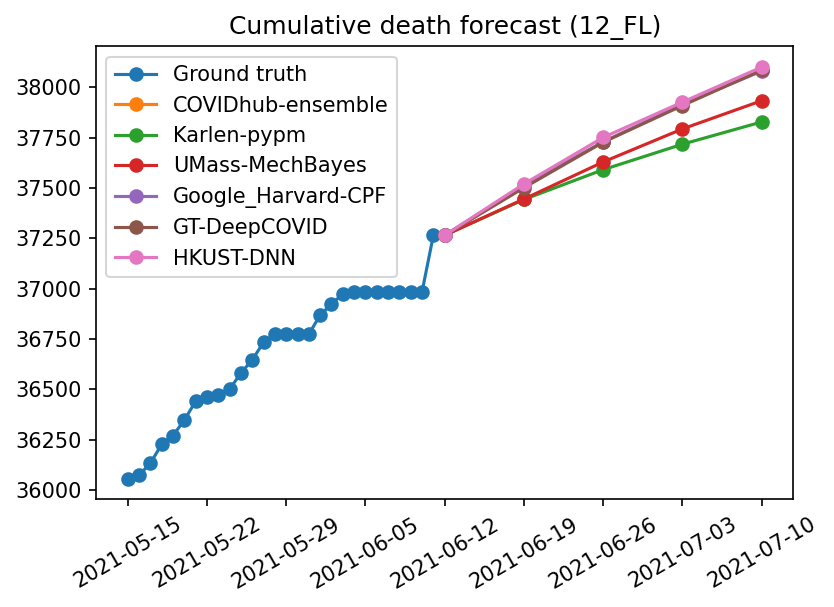 Cumulative death forecast (12_FL)
38000
37750
37500
37250
37000
36750
36500
36250
36000
Ground truth
COVIDhub-ensemble
Karlen-pypm
UMass-MechBayes
Google_Harvard-CPF
GT-DeepCOVID
HKUST-DNN
2021-05-15
2021-05-22
2021-05-29
2021-06-05
2021-06-12
2021-06-19
2021-06-26
2021-07-03
2021-07-10